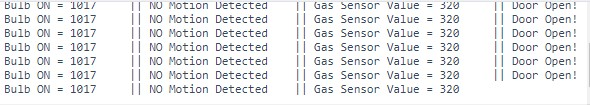 Bulb ON = 1017 || NO Motion Detected || Gas Sensor Value = 320 || Door Open!
Bulb ON = 1017 || NO Motion Detected || Gas Sensor Value = 320 || Door Open!
Bulb ON = 1017 || NO Motion Detected || Gas Sensor Value = 320 || Door Open!
Bulb ON = 1017 || NO Motion Detected || Gas Sensor Value = 320 || Door Open!
Bulb ON = 1017 || NO Motion Detected || Gas Sensor Value = 320 || Door Open!
Bulb ON = 1017 || NO Motion Detected || Gas Sensor Value = 320 || Door Open!
Bulb ON = 1017 || NO Motion Detected || Gas Sensor Value = 320